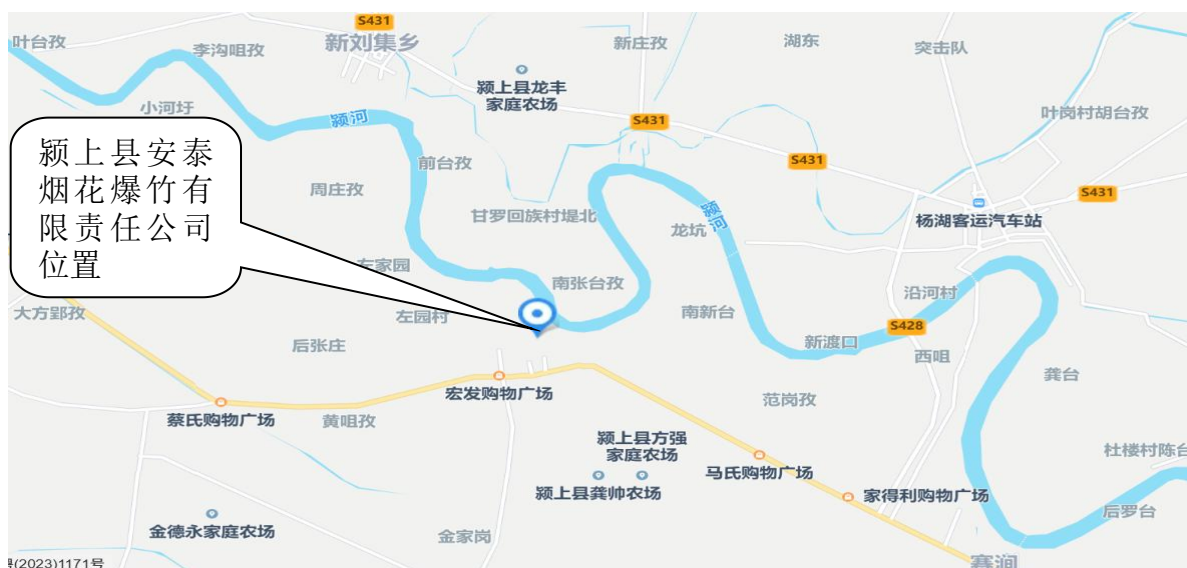 S431
叶台孜
李沟咀孜
新刘集乡
新庄孜
湖东
突击队
颍上县龙丰
家庭农场
小河圩
颍河
S431
叶岗村胡台孜
颍上县安泰
烟花爆竹有
限责任公司
位置
前台孜
S431
周庄孜
S431
甘罗回族村堤北
颍河
龙坑
杨湖客运汽车站
左家园
南张台孜
沿河村
大方郢孜
左园村
南新台
S428
后张庄
新渡口
西咀
龚台
宏发购物广场
范岗孜
蔡氏购物广场
黄咀孜
颍上县方强
家庭农场
杜楼村陈台
马氏购物广场
颍上县龚帅农场
家得利购物广场
后罗台
金德永家庭农场
金家岗
(2023)1171号
赛涧